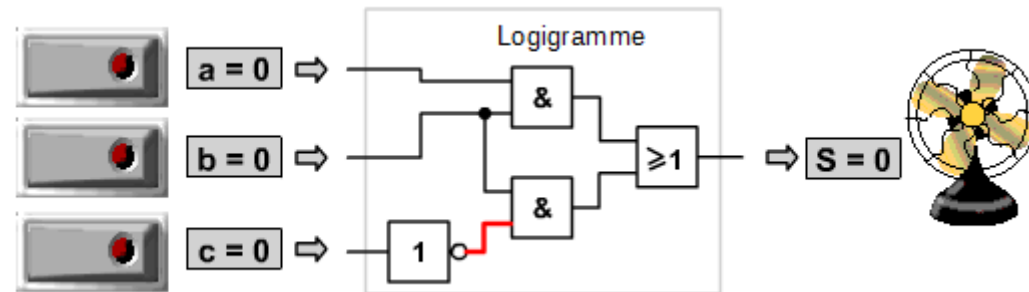 Logigramme
a = 0
&
b = 0
≥1
S = 0
&
c = 0
1